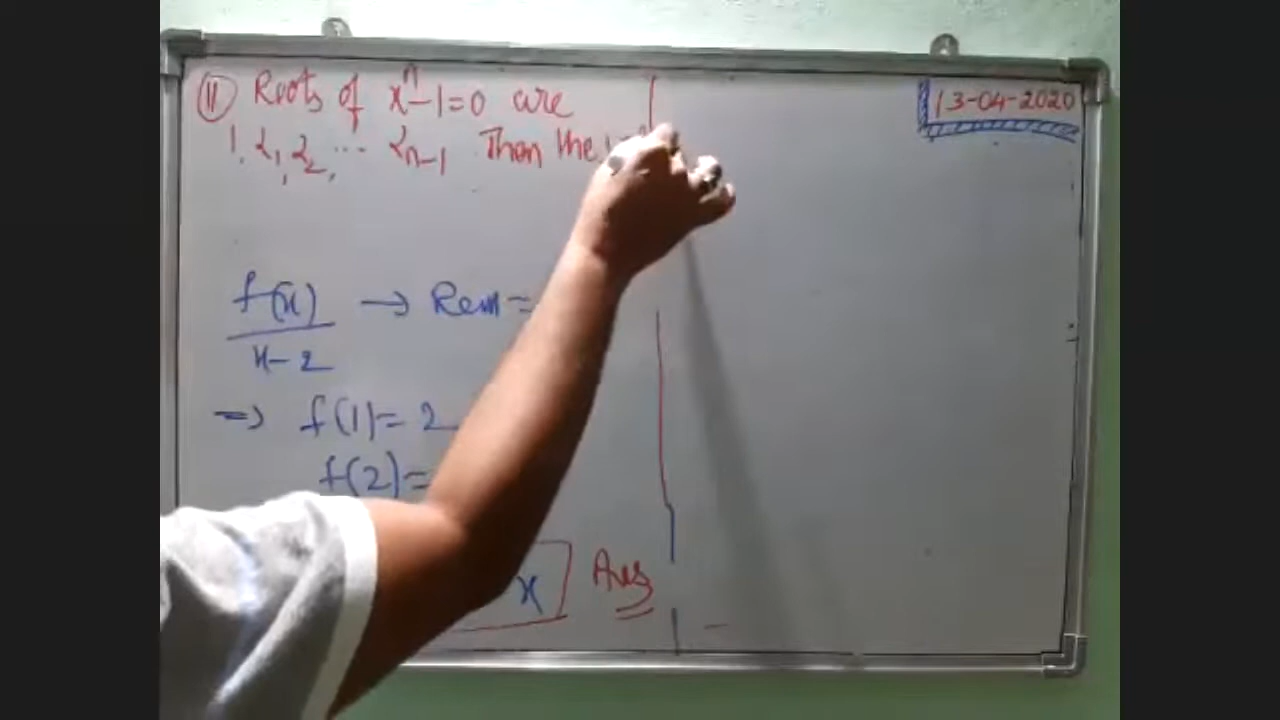 11 Roots of xⁿ-1=0 are
1, α₁, α₂, ... αₙ₋₁ Then the
13-04-2020
f(x) → Rem =
x-2
⇒ f(1)= 2
f(2)=
x
Ans